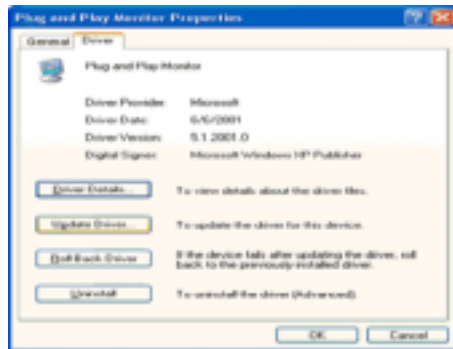 Plug and Play Monitor Properties
General Driver
Plug and Play Monitor
Driver Provider: Microsoft
Driver Date: 6/6/2001
Driver Version: 5.1.2001.0
Digital Signer: Microsoft Windows XP Publisher
Driver Details... To view details about the driver files.
Update Driver... To update the driver for this device.
Roll Back Driver If the device fails after updating the driver, roll
back to the previously installed driver.
Uninstall To uninstall the driver (Advanced).
OK Cancel